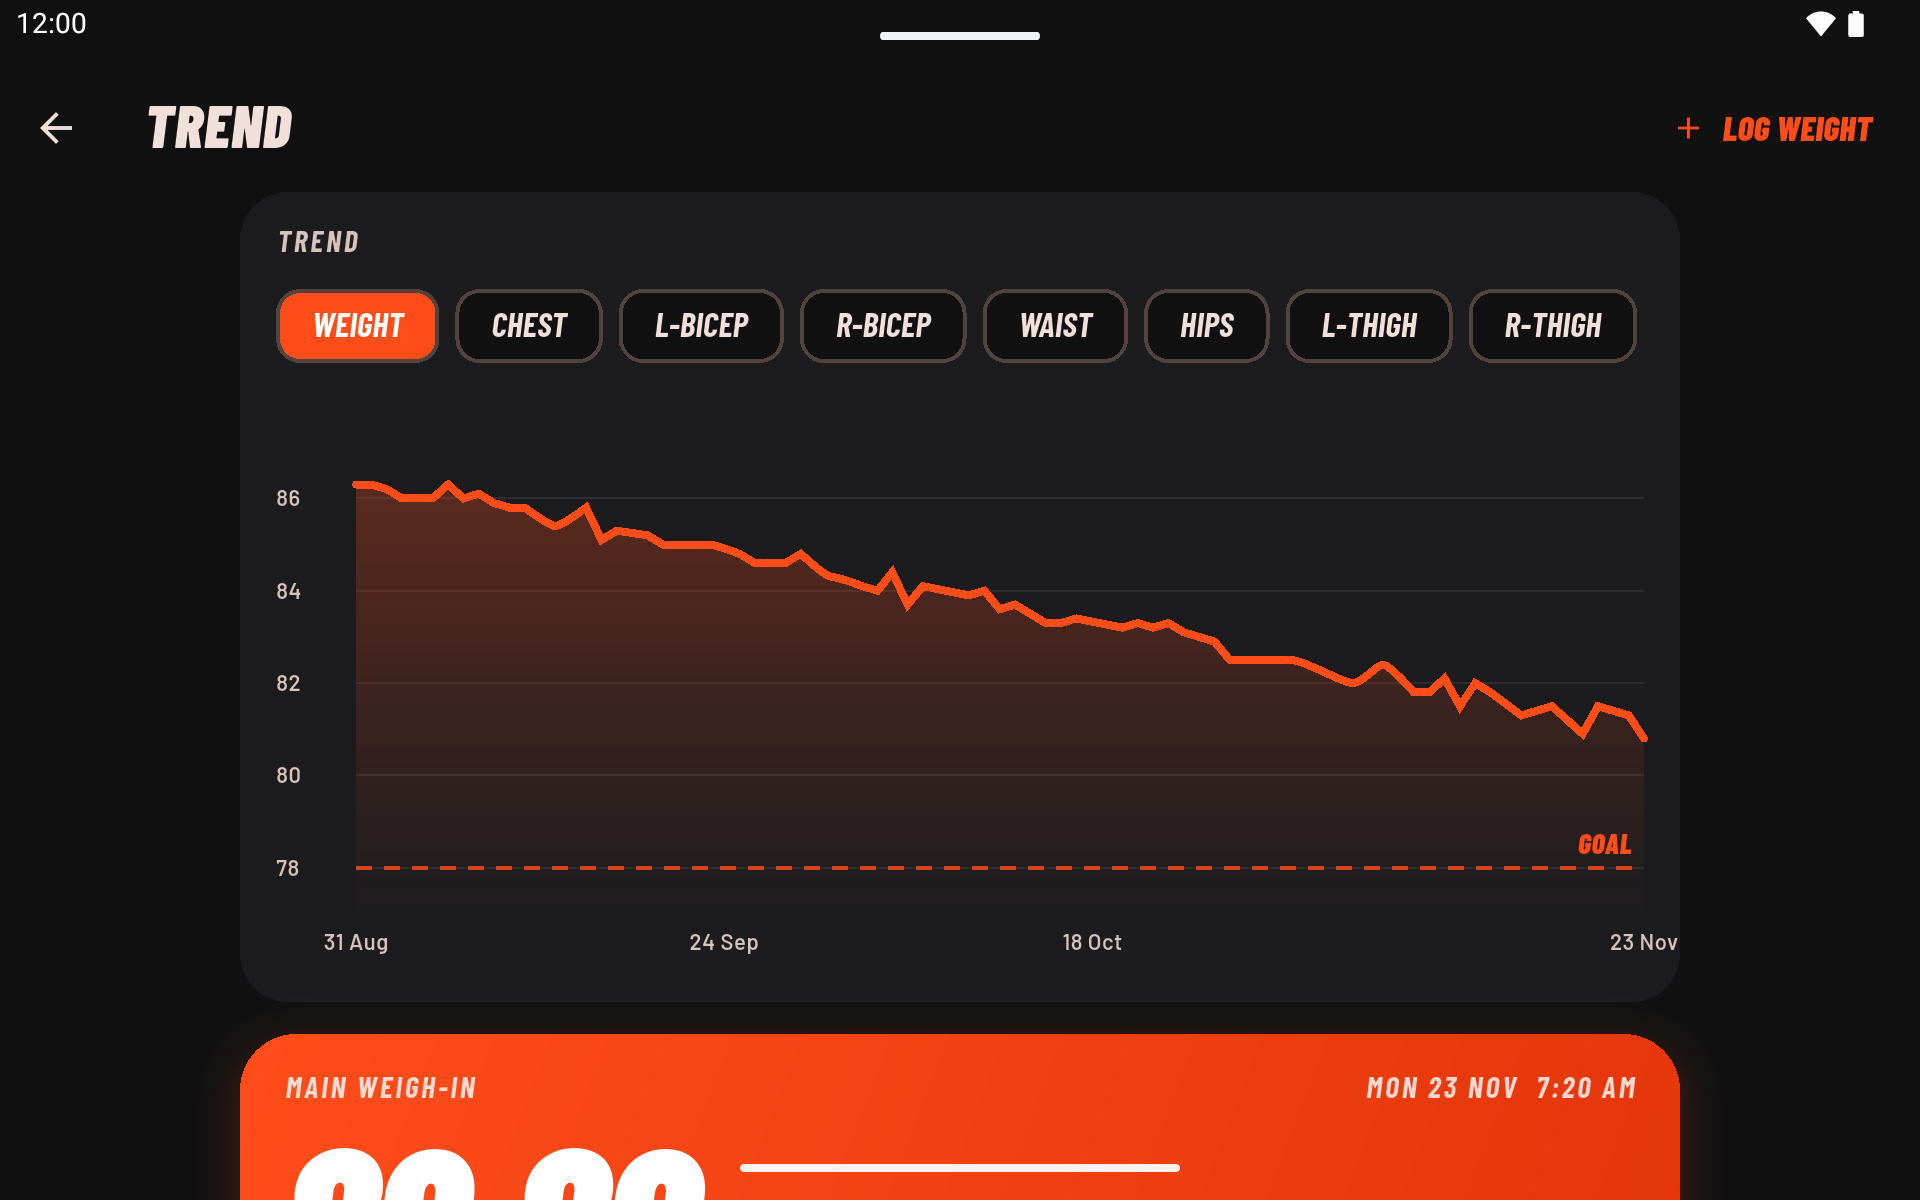 12:00
TREND
+ LOG WEIGHT
TREND
WEIGHT
CHEST
L-BICEP
R-BICEP
WAIST
HIPS
L-THIGH
R-THIGH
86
84
82
80
78
GOAL
31 Aug
24 Sep
18 Oct
23 Nov
MAIN WEIGH-IN
MON 23 NOV 7:20 AM